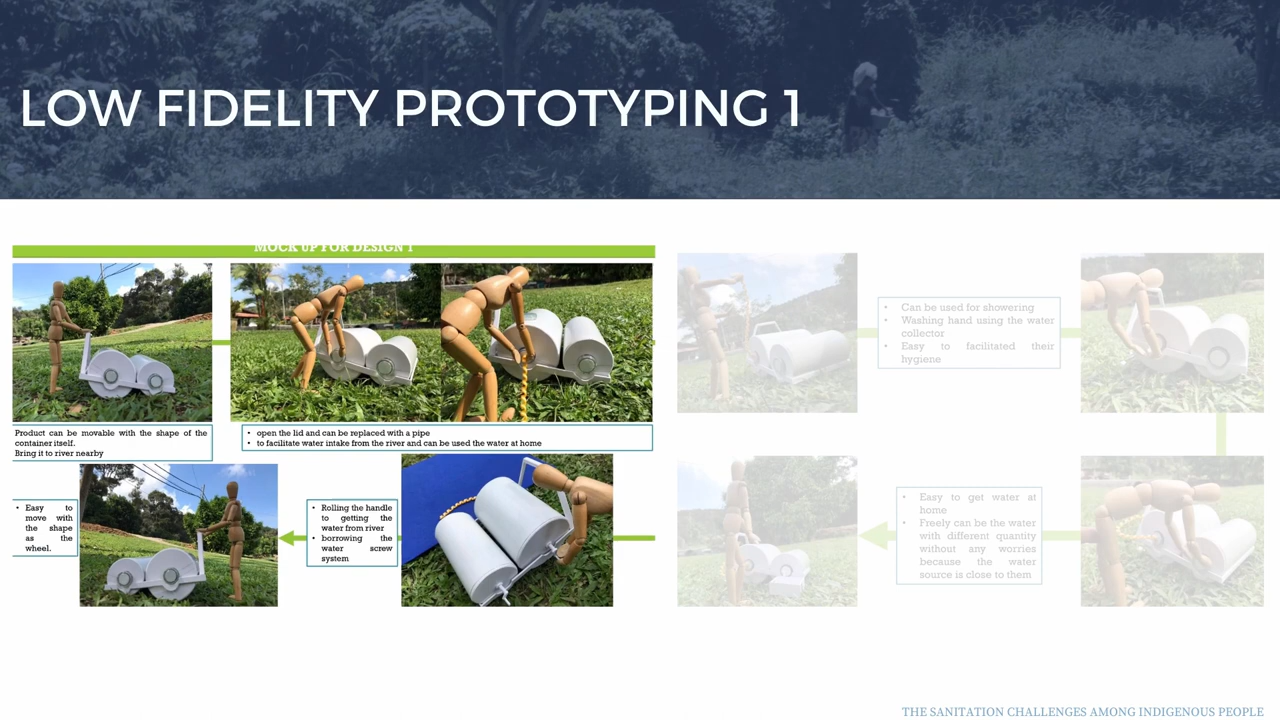 LOW FIDELITY PROTOTYPING 1
MOCK UP FOR DESIGN 1
Product can be movable with the shape of the
container itself.
Bring it to river nearby
• open the lid and can be replaced with a pipe
• to facilitate water intake from the river and can be used the water at home
• Easy to
move with
the shape
as the
wheel.
• Rolling the handle
to getting the
water from river
• borrowing the
water screw
system
• Can be used for showering
• Washing hand using the water
collector
• Easy to facilitated their
hygiene
• Easy to get water at
home
• Freely can be the water
with different quantity
without any worries
because the water
source is close to them
THE SANITATION CHALLENGES AMONG INDIGENOUS PEOPLE